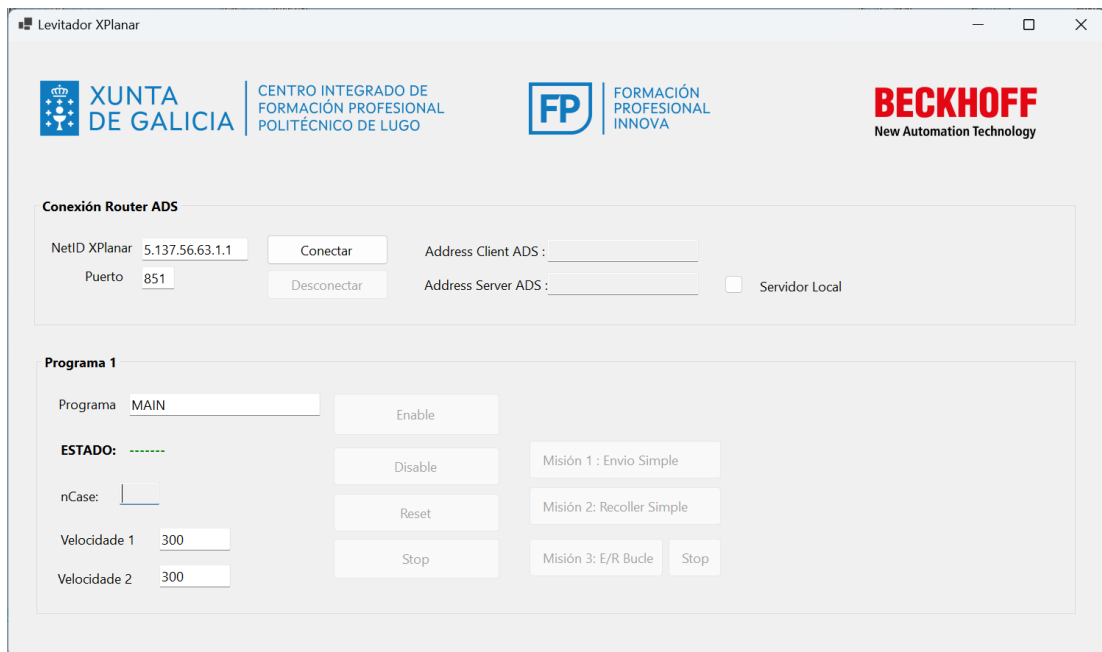 Levitador XPlanar
XUNTA
DE GALICIA
CENTRO INTEGRADO DE
FORMACIÓN PROFESIONAL
POLITÉCNICO DE LUGO
FP
FORMACIÓN
PROFESIONAL
INNOVA
BECKHOFF
New Automation Technology
Conexión Router ADS
NetID XPlanar 5.137.56.63.1.1 Conectar Address Client ADS :
Puerto 851 Desconectar Address Server ADS : Servidor Local
Programa 1
Programa MAIN Enable
ESTADO: -------
Disable Misión 1 : Envio Simple
nCase:
Reset Misión 2: Recoller Simple
Velocidade 1 300
Stop Misión 3: E/R Bucle Stop
Velocidade 2 300